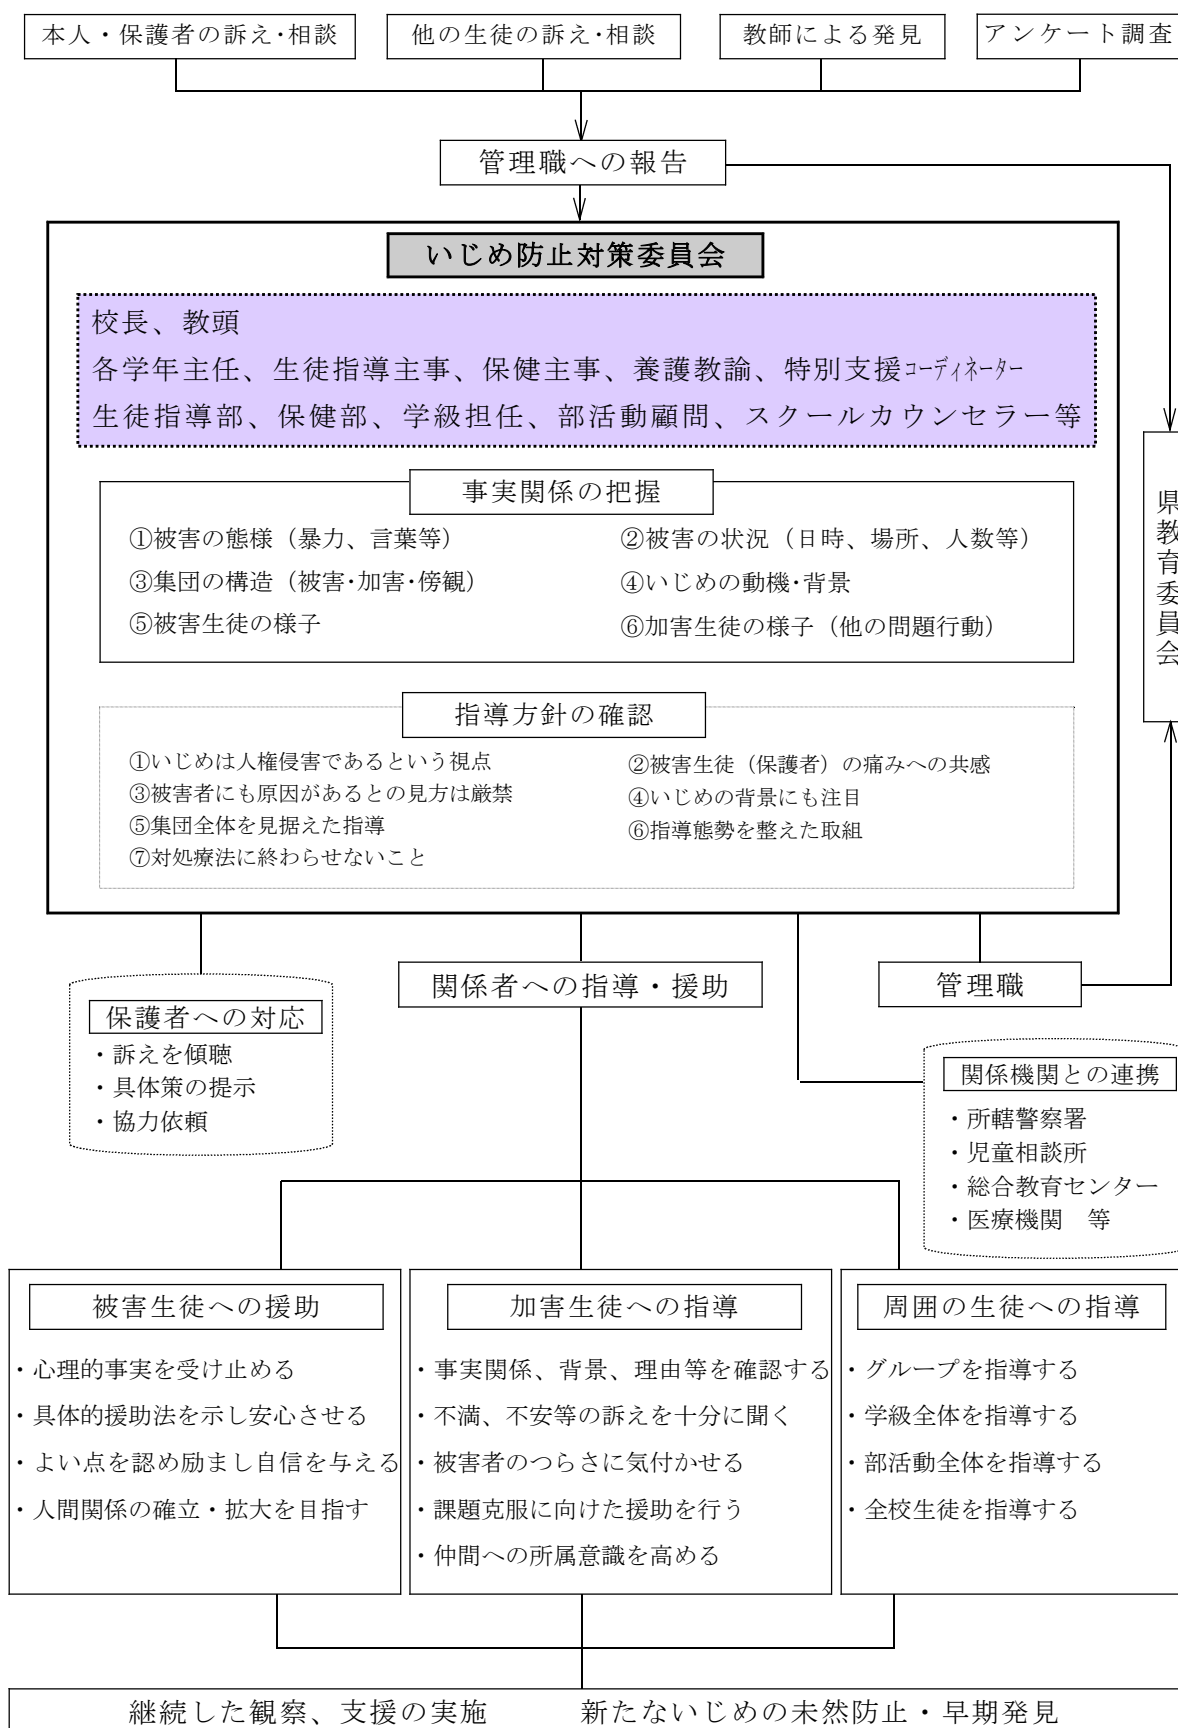 本人・保護者の訴え・相談
他の生徒の訴え・相談
教師による発見
アンケート調査
管理職への報告
いじめ防止対策委員会
校長、教頭
各学年主任、生徒指導主事、保健主事、養護教諭、特別支援コーディネーター
生徒指導部、保健部、学級担任、部活動顧問、スクールカウンセラー等
事実関係の把握
①被害の態様（暴力、言葉等）
②被害の状況（日時、場所、人数等）
③集団の構造（被害・加害・傍観）
④いじめの動機・背景
⑤被害生徒の様子
⑥加害生徒の様子（他の問題行動）
県教育委員会
指導方針の確認
①いじめは人権侵害であるという視点
②被害生徒（保護者）の痛みへの共感
③被害者にも原因があるとの見方は厳禁
④いじめの背景にも注目
⑤集団全体を見据えた指導
⑥指導態勢を整えた取組
⑦対処療法に終わらせないこと
関係者への指導・援助
管理職
保護者への対応
・訴えを傾聴
・具体策の提示
・協力依頼
関係機関との連携
・所轄警察署
・児童相談所
・総合教育センター
・医療機関　等
被害生徒への援助
・心理的事実を受け止める
・具体的援助法を示し安心させる
・よい点を認め励まし自信を与える
・人間関係の確立・拡大を目指す
加害生徒への指導
・事実関係、背景、理由等を確認する
・不満、不安等の訴えを十分に聞く
・被害者のつらさに気付かせる
・課題克服に向けた援助を行う
・仲間への所属意識を高める
周囲の生徒への指導
・グループを指導する
・学級全体を指導する
・部活動全体を指導する
・全校生徒を指導する
継続した観察、支援の実施　　新たないじめの未然防止・早期発見